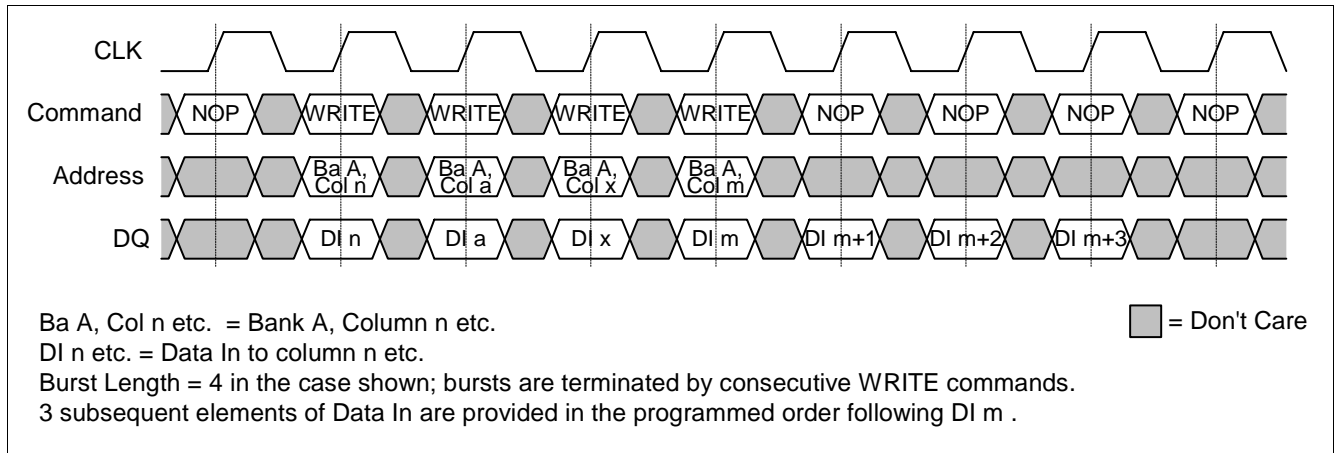 CLK
Command NOP WRITE WRITE WRITE WRITE NOP NOP NOP NOP
Address Ba A, Col n Ba A, Col a Ba A, Col x Ba A, Col m
DQ DI n DI a DI x DI m DI m+1 DI m+2 DI m+3
Ba A, Col n etc.  = Bank A, Column n etc.
= Don't Care
DI n etc. = Data In to column n etc.
Burst Length = 4 in the case shown; bursts are terminated by consecutive WRITE commands.
3 subsequent elements of Data In are provided in the programmed order following DI m .